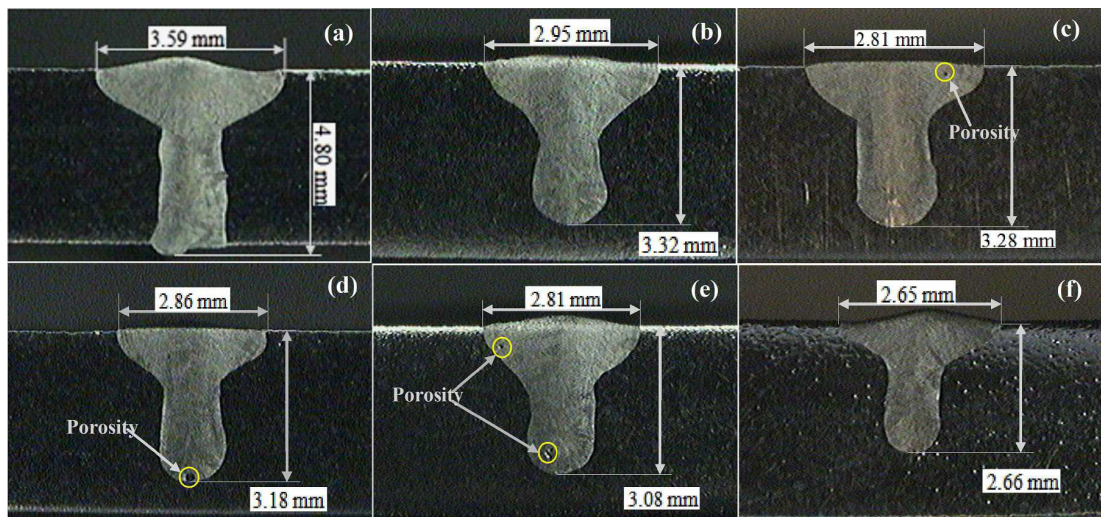 3.59 mm
(a)
4.80 mm
2.95 mm
(b)
3.32 mm
2.81 mm
(c)
Porosity
3.28 mm
2.86 mm
(d)
Porosity
3.18 mm
2.81 mm
(e)
Porosity
3.08 mm
2.65 mm
(f)
2.66 mm